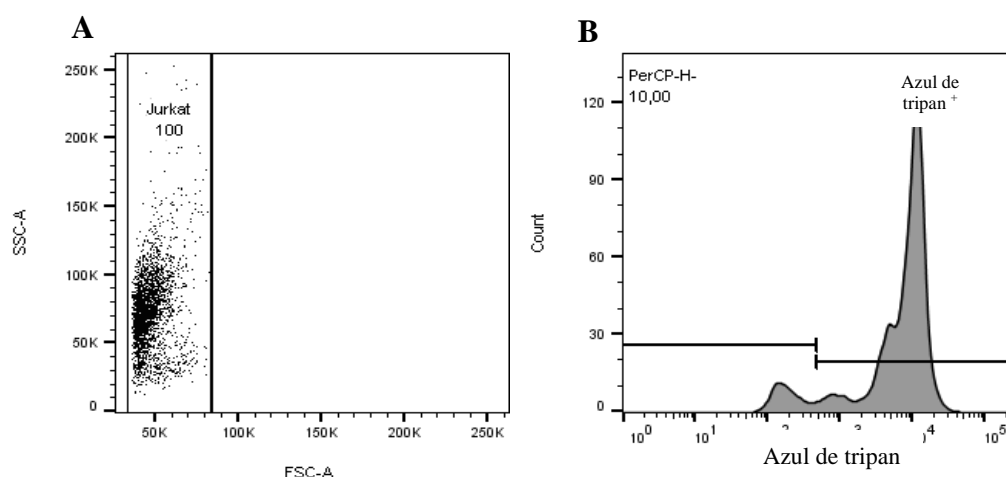 A
250K
200K
150K
100K
50K
0
SSC-A
Jurkat
100
50K 100K 150K 200K 250K
FSC-A
B
PerCP-H-
10,00
Azul de
tripan +
120
90
60
30
0
Count
10^0 10^1 10^5
Azul de tripan